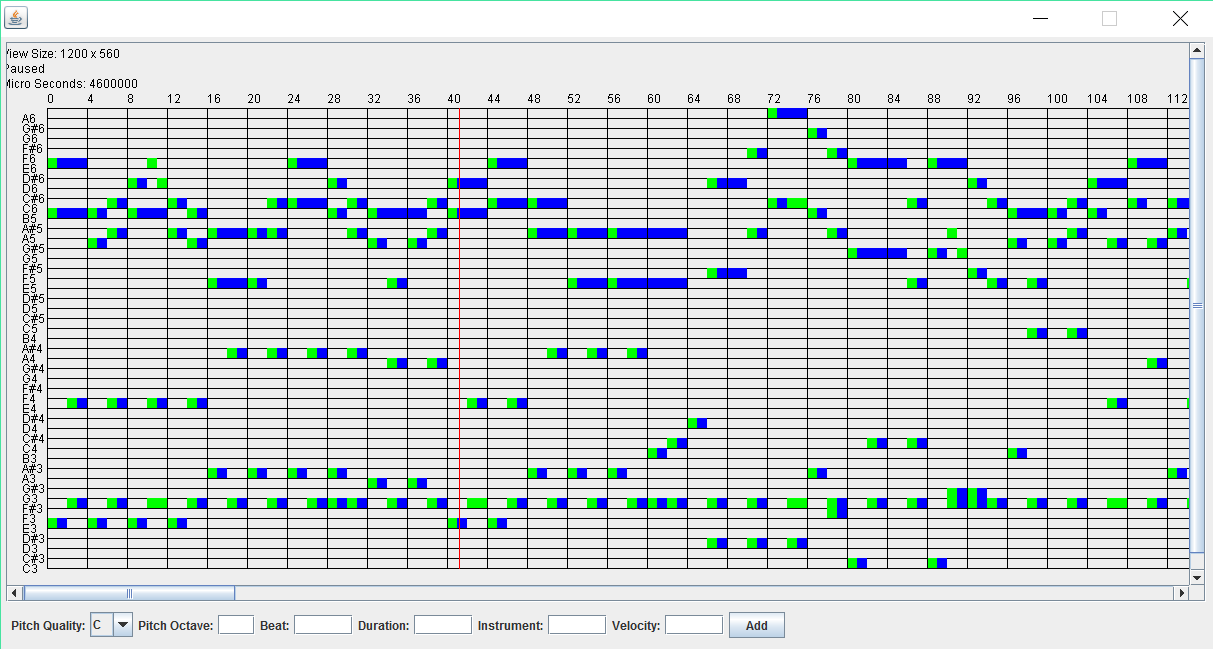 View Size: 1200 x 560
Paused
Micro Seconds: 4600000
0 4 8 12 16 20 24 28 32 36 40 44 48 52 56 60 64 68 72 76 80 84 88 92 96 100 104 108 112
A6
G#6
G6
F#6
F6
E6
D#6
D6
C#6
C6
B5
A#5
A5
G#5
G5
F#5
F5
E5
D#5
D5
C#5
C5
B4
A#4
A4
G#4
G4
F#4
F4
E4
D#4
D4
C#4
C4
B3
A#3
A3
G#3
G3
F#3
F3
E3
D#3
D3
C#3
C3
Pitch Quality: C Pitch Octave: Beat: Duration: Instrument: Velocity: Add